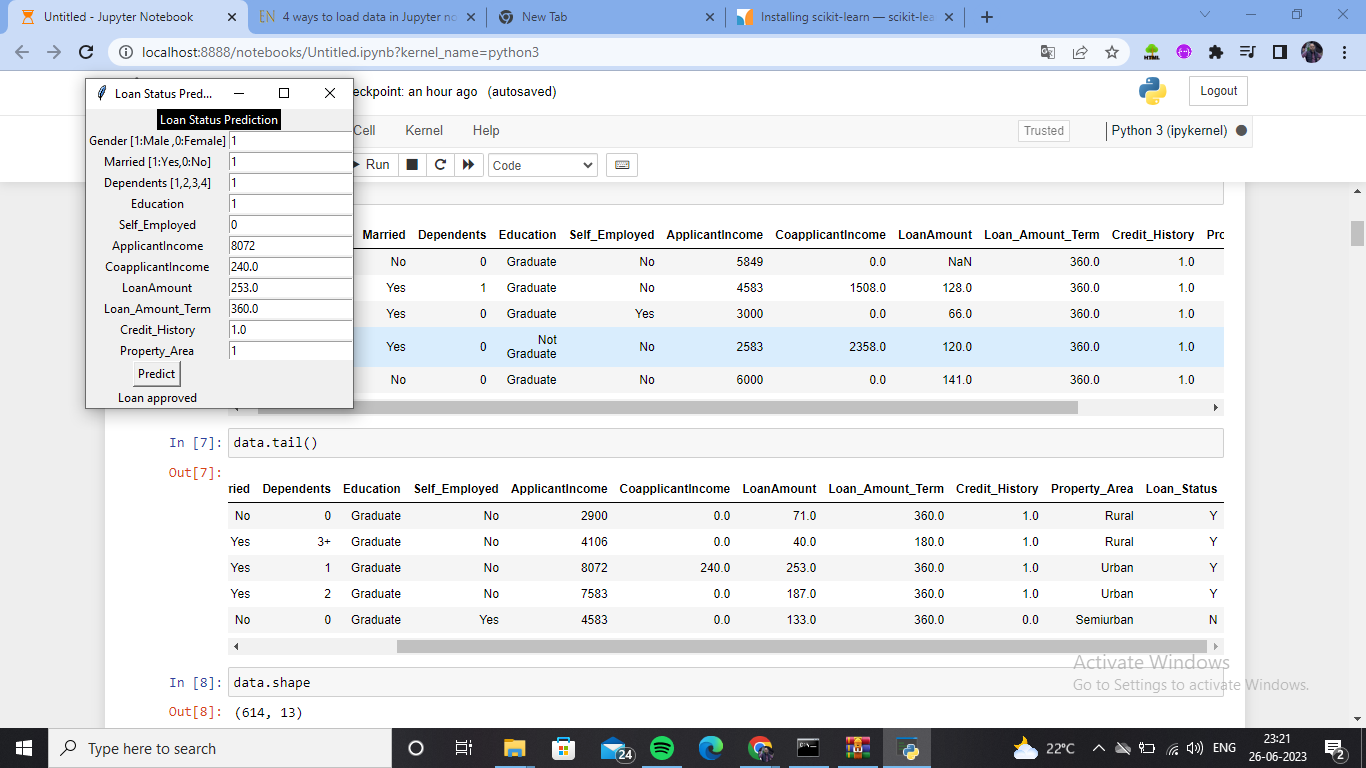 Untitled - Jupyter Notebook
EN 4 ways to load data in Jupyter no
New Tab
Installing scikit-learn — scikit-lea
localhost:8888/notebooks/Untitled.ipynb?kernel_name=python3
Loan Status Pred...
eckpoint: an hour ago (autosaved)
Logout
Loan Status Prediction
Cell Kernel Help
Trusted
Python 3 (ipykernel)
Run
Code
Gender [1:Male ,0:Female] 1
Married [1:Yes,0:No] 1
Dependents [1,2,3,4] 1
Education 1
Self_Employed 0
ApplicantIncome 8072
CoapplicantIncome 240.0
LoanAmount 253.0
Loan_Amount_Term 360.0
Credit_History 1.0
Property_Area 1
Predict
Loan approved
Married Dependents Education Self_Employed ApplicantIncome CoapplicantIncome LoanAmount Loan_Amount_Term Credit_History Prc
No 0 Graduate No 5849 0.0 NaN 360.0 1.0
Yes 1 Graduate No 4583 1508.0 128.0 360.0 1.0
Yes 0 Graduate Yes 3000 0.0 66.0 360.0 1.0
Yes 0 Not Graduate No 2583 2358.0 120.0 360.0 1.0
No 0 Graduate No 6000 0.0 141.0 360.0 1.0
In [7]: data.tail()
Out[7]:
ried Dependents Education Self_Employed ApplicantIncome CoapplicantIncome LoanAmount Loan_Amount_Term Credit_History Property_Area Loan_Status
No 0 Graduate No 2900 0.0 71.0 360.0 1.0 Rural Y
Yes 3+ Graduate No 4106 0.0 40.0 180.0 1.0 Rural Y
Yes 1 Graduate No 8072 240.0 253.0 360.0 1.0 Urban Y
Yes 2 Graduate No 7583 0.0 187.0 360.0 1.0 Urban Y
No 0 Graduate Yes 4583 0.0 133.0 360.0 0.0 Semiurban N
In [8]: data.shape
Out[8]: (614, 13)
Activate Windows
Go to Settings to activate Windows.
Type here to search
24
22°C
ENG
23:21
26-06-2023
2